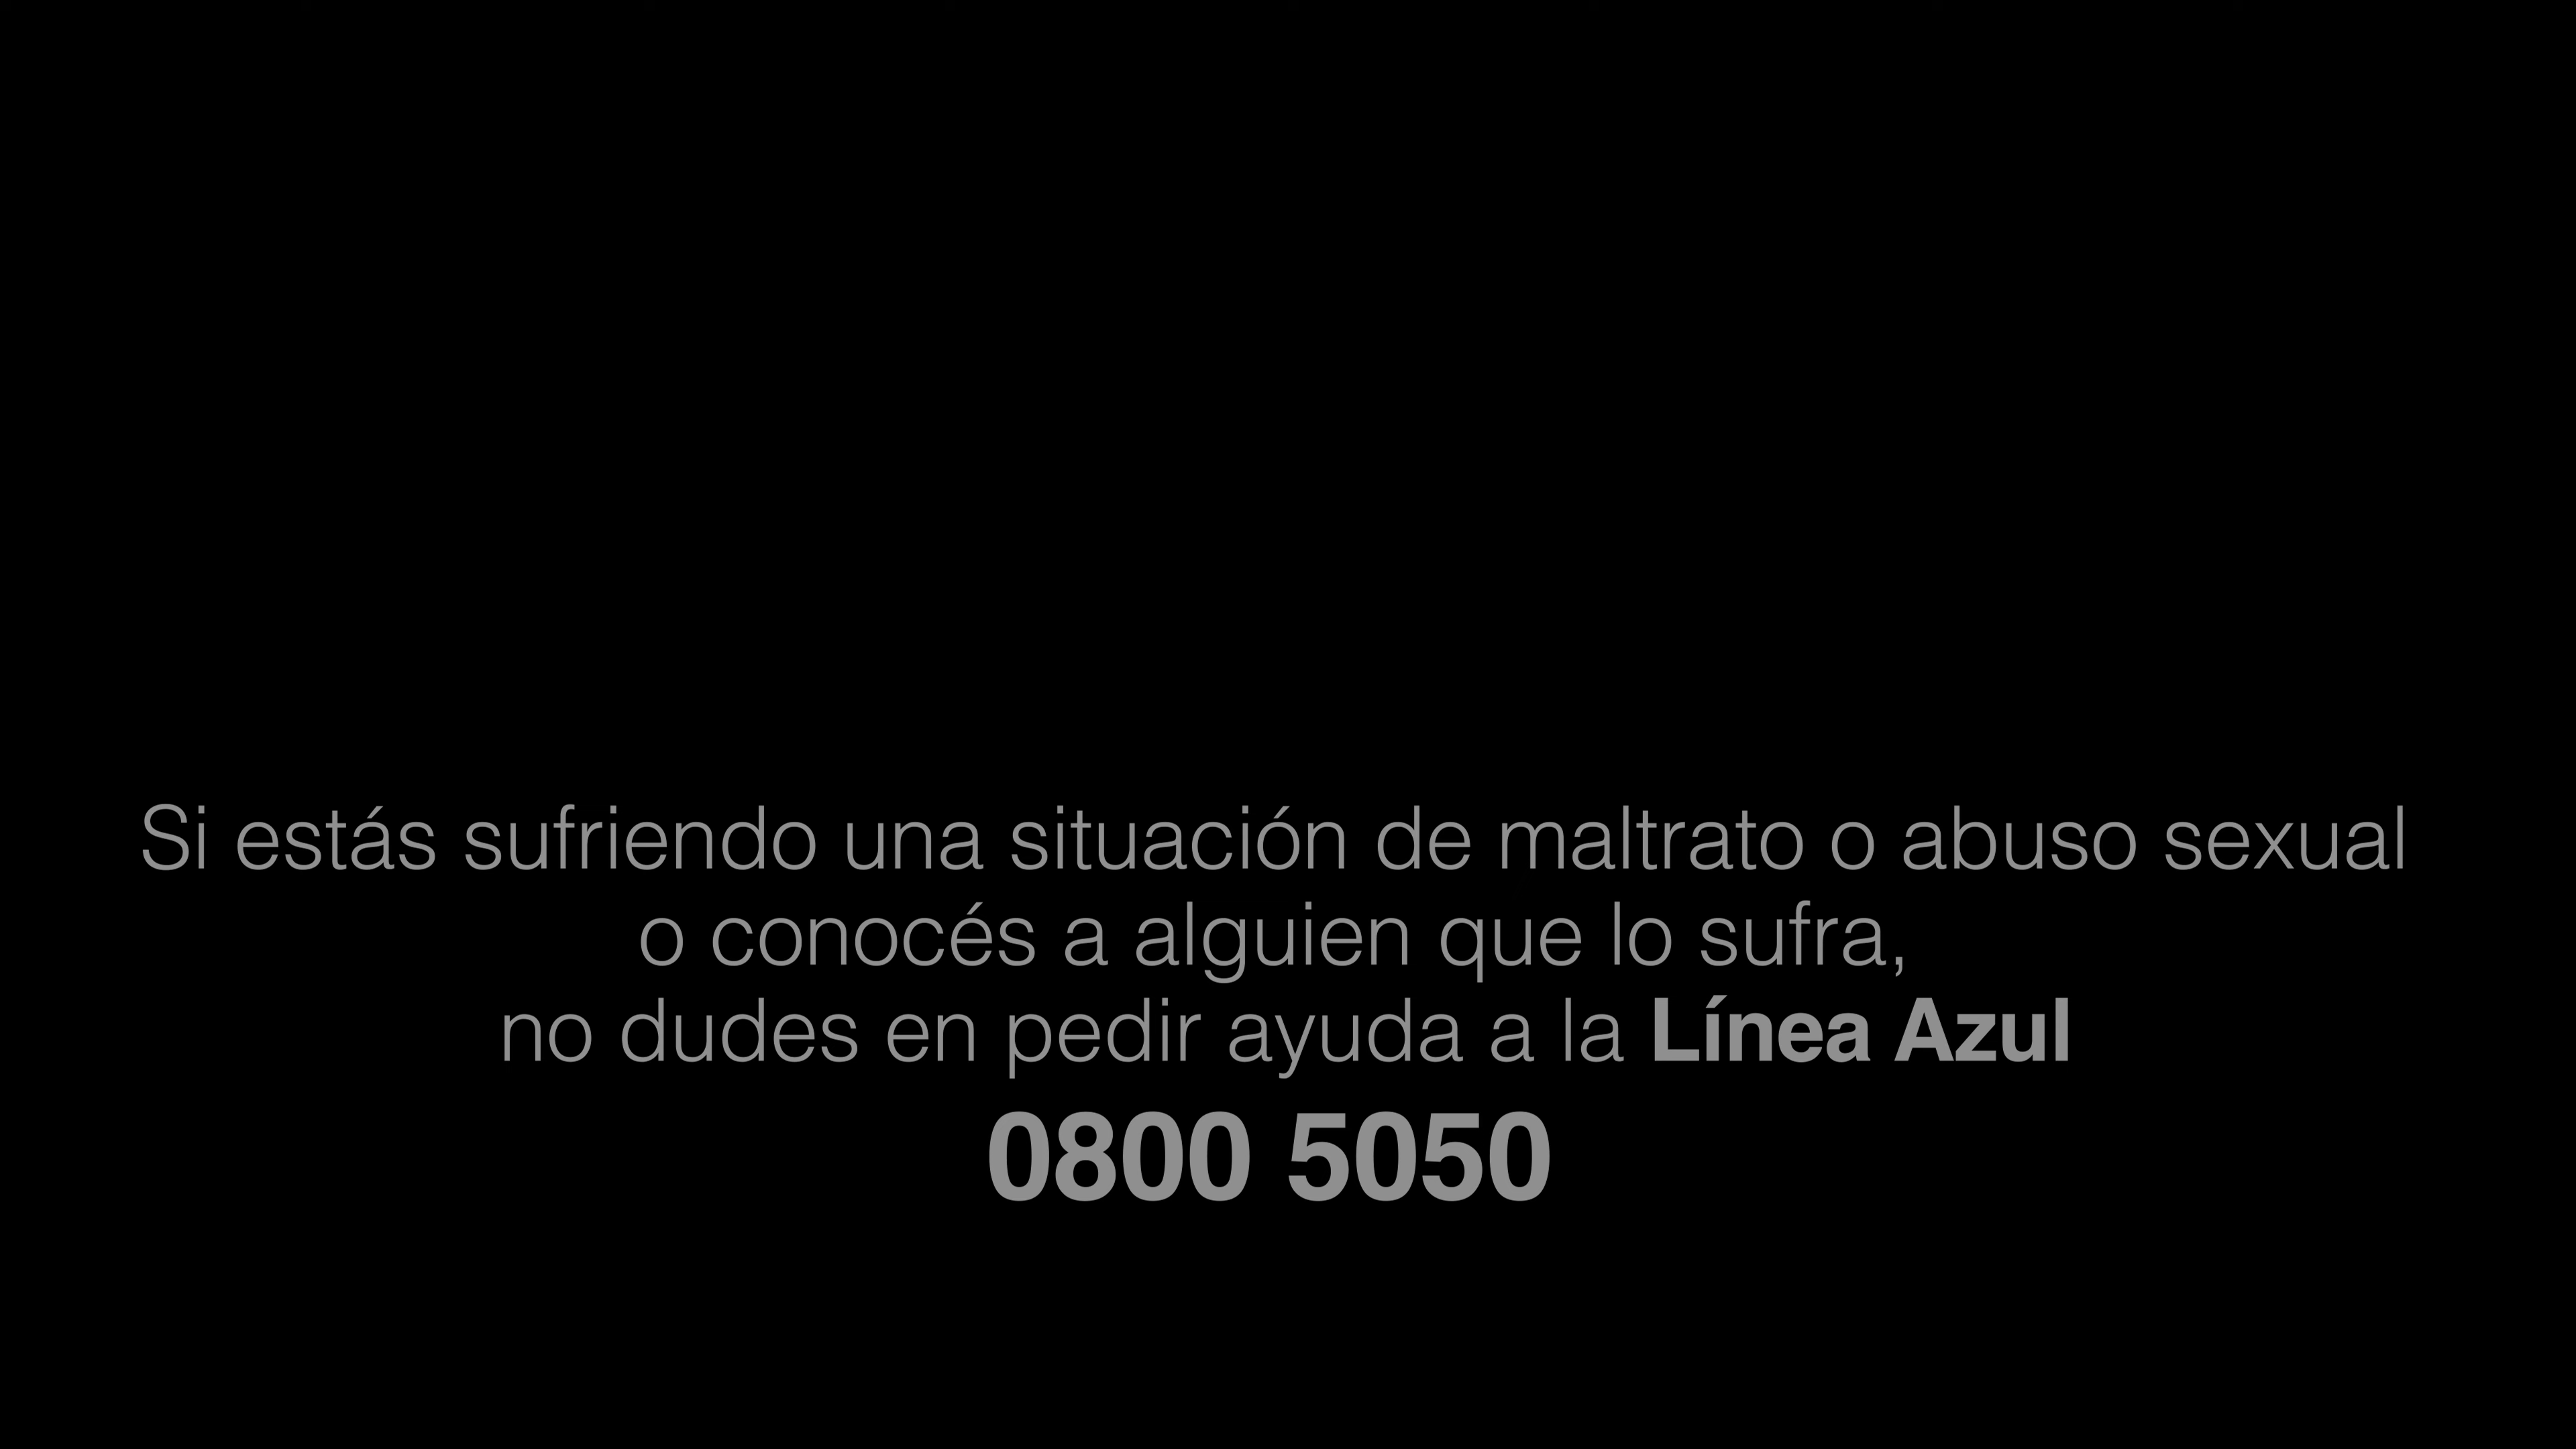 Si estás sufriendo una situación de maltrato o abuso sexual
o conocés a alguien que lo sufra,
no dudes en pedir ayuda a la Línea Azul
0800 5050